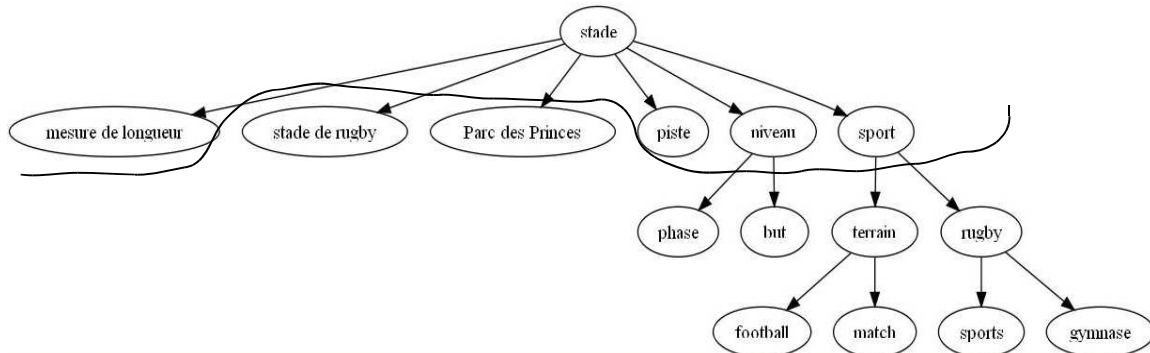 stade
mesure de longueur stade de rugby Parc des Princes piste niveau sport
phase but terrain rugby
football match sports gymnase